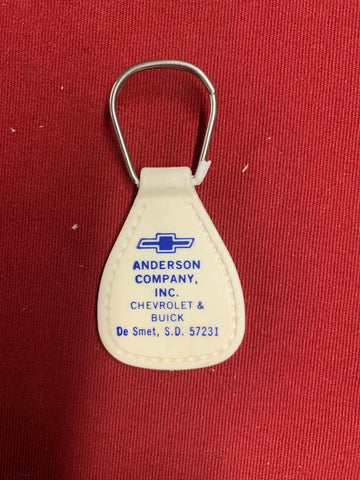 ANDERSON
COMPANY,
INC.
CHEVROLET &
BUICK
De Smet, S.D. 57231